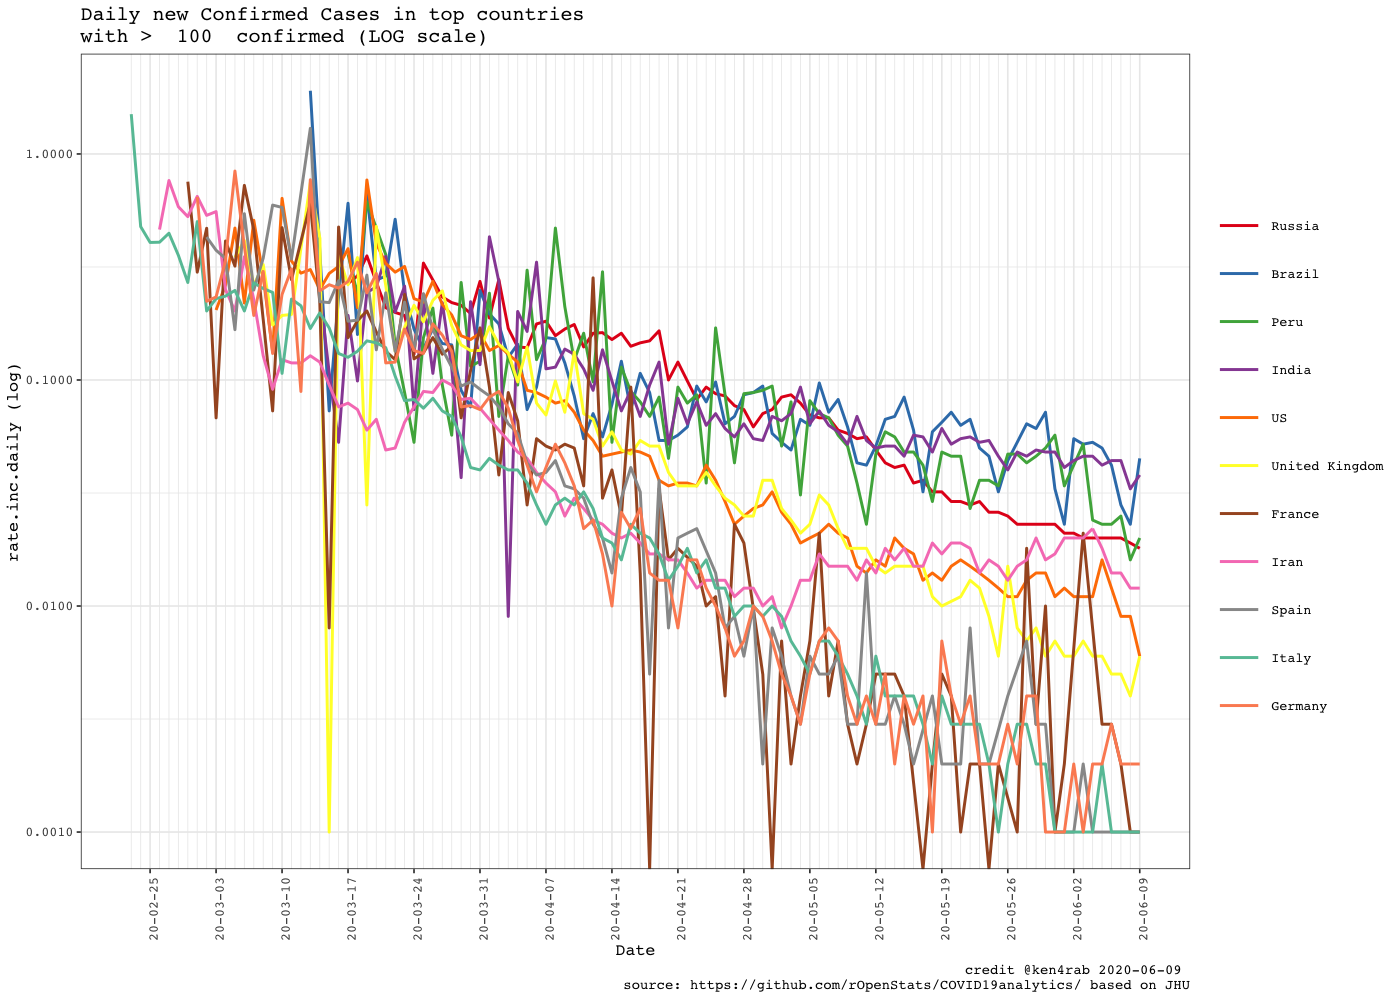 Daily new Confirmed Cases in top countries
with >  100  confirmed (LOG scale)
rate.inc.daily (log)
1.0000
0.1000
0.0100
0.0010
20-02-25
20-03-03
20-03-10
20-03-17
20-03-24
20-03-31
20-04-07
20-04-14
20-04-21
20-04-28
20-05-05
20-05-12
20-05-19
20-05-26
20-06-02
20-06-09
Date
Russia
Brazil
Peru
India
US
United Kingdom
France
Iran
Spain
Italy
Germany
credit @ken4rab 2020-06-09
source: https://github.com/rOpenStats/COVID19analytics/ based on JHU